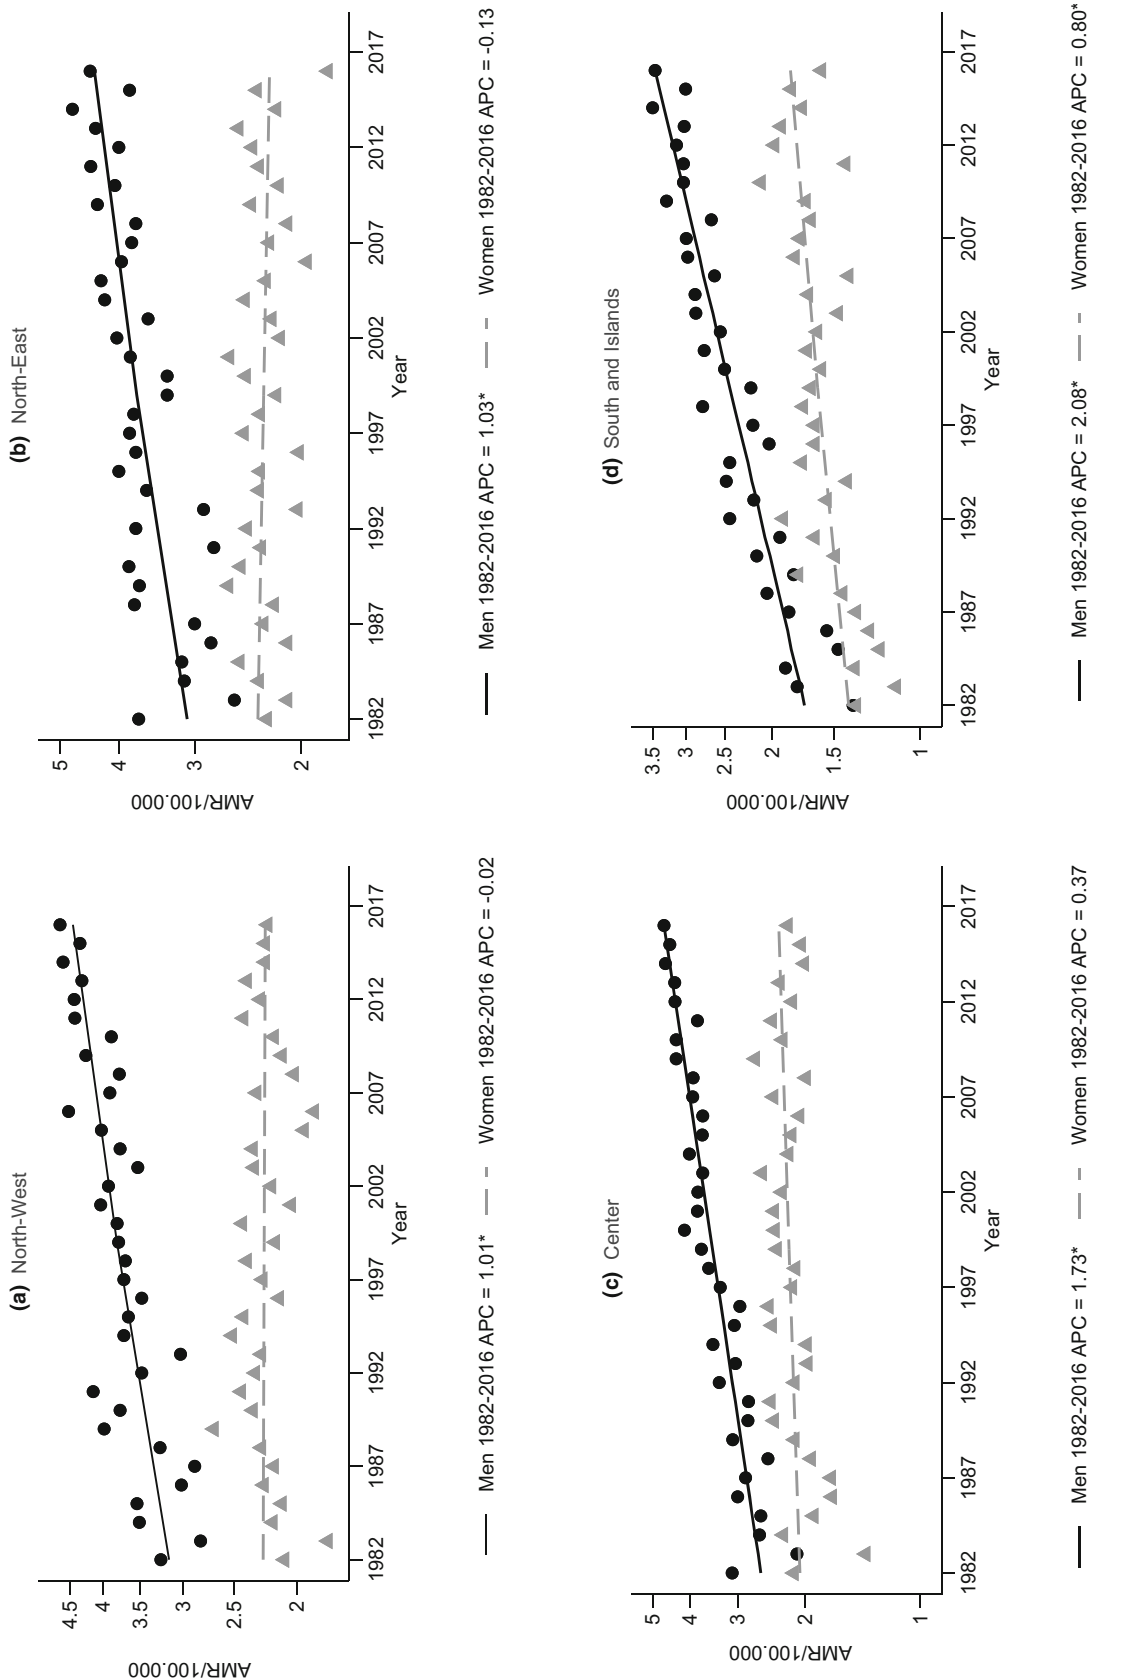 (a) North-West
AMR/100.000
4.5
4
3.5
3
2.5
2
1982
1987
1992
1997
2002
2007
2012
2017
Year
Men 1982-2016 APC = 1.01*
Women 1982-2016 APC = -0.02
(b) North-East
AMR/100.000
5
4
3
2
1982
1987
1992
1997
2002
2007
2012
2017
Year
Men 1982-2016 APC = 1.03*
Women 1982-2016 APC = -0.13
(c) Center
AMR/100.000
5
4
3
2
1
1982
1987
1992
1997
2002
2007
2012
2017
Year
Men 1982-2016 APC = 1.73*
Women 1982-2016 APC = 0.37
(d) South and Islands
AMR/100.000
3.5
3
2.5
2
1.5
1
1982
1987
1992
1997
2002
2007
2012
2017
Year
Men 1982-2016 APC = 2.08*
Women 1982-2016 APC = 0.80*